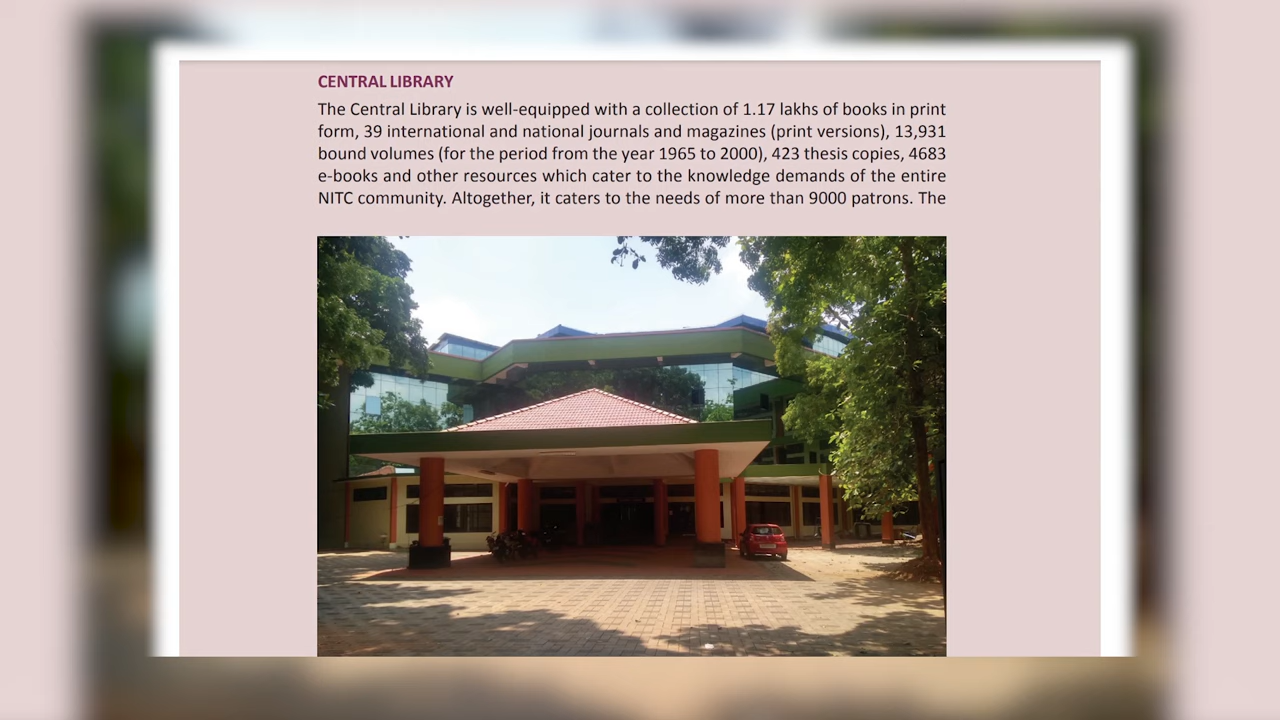 CENTRAL LIBRARY
The Central Library is well-equipped with a collection of 1.17 lakhs of books in print
form, 39 international and national journals and magazines (print versions), 13,931
bound volumes (for the period from the year 1965 to 2000), 423 thesis copies, 4683
e-books and other resources which cater to the knowledge demands of the entire
NITC community. Altogether, it caters to the needs of more than 9000 patrons. The